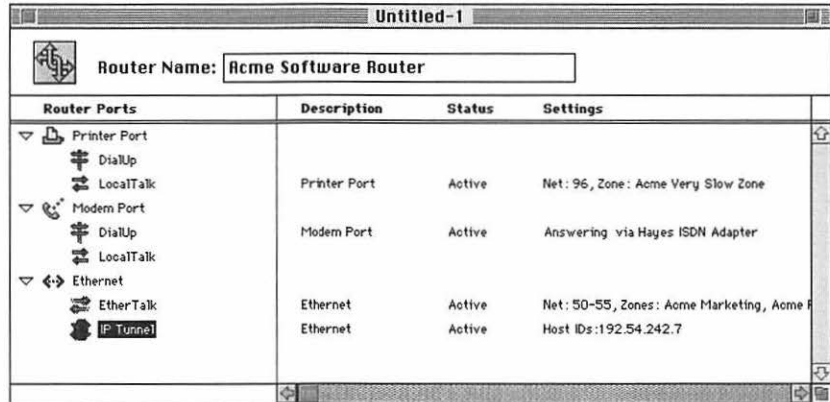 Untitled-1
Router Name: Acme Software Router
Router Ports Description Status Settings
Printer Port
DialUp
LocalTalk Printer Port Active Net: 96, Zone: Acme Very Slow Zone
Modem Port
DialUp Modem Port Active Answering via Hayes ISDN Adapter
LocalTalk
Ethernet
EtherTalk Ethernet Active Net: 50-55, Zones: Acme Marketing, Acme
IP Tunnel Ethernet Active Host IDs:192.54.242.7